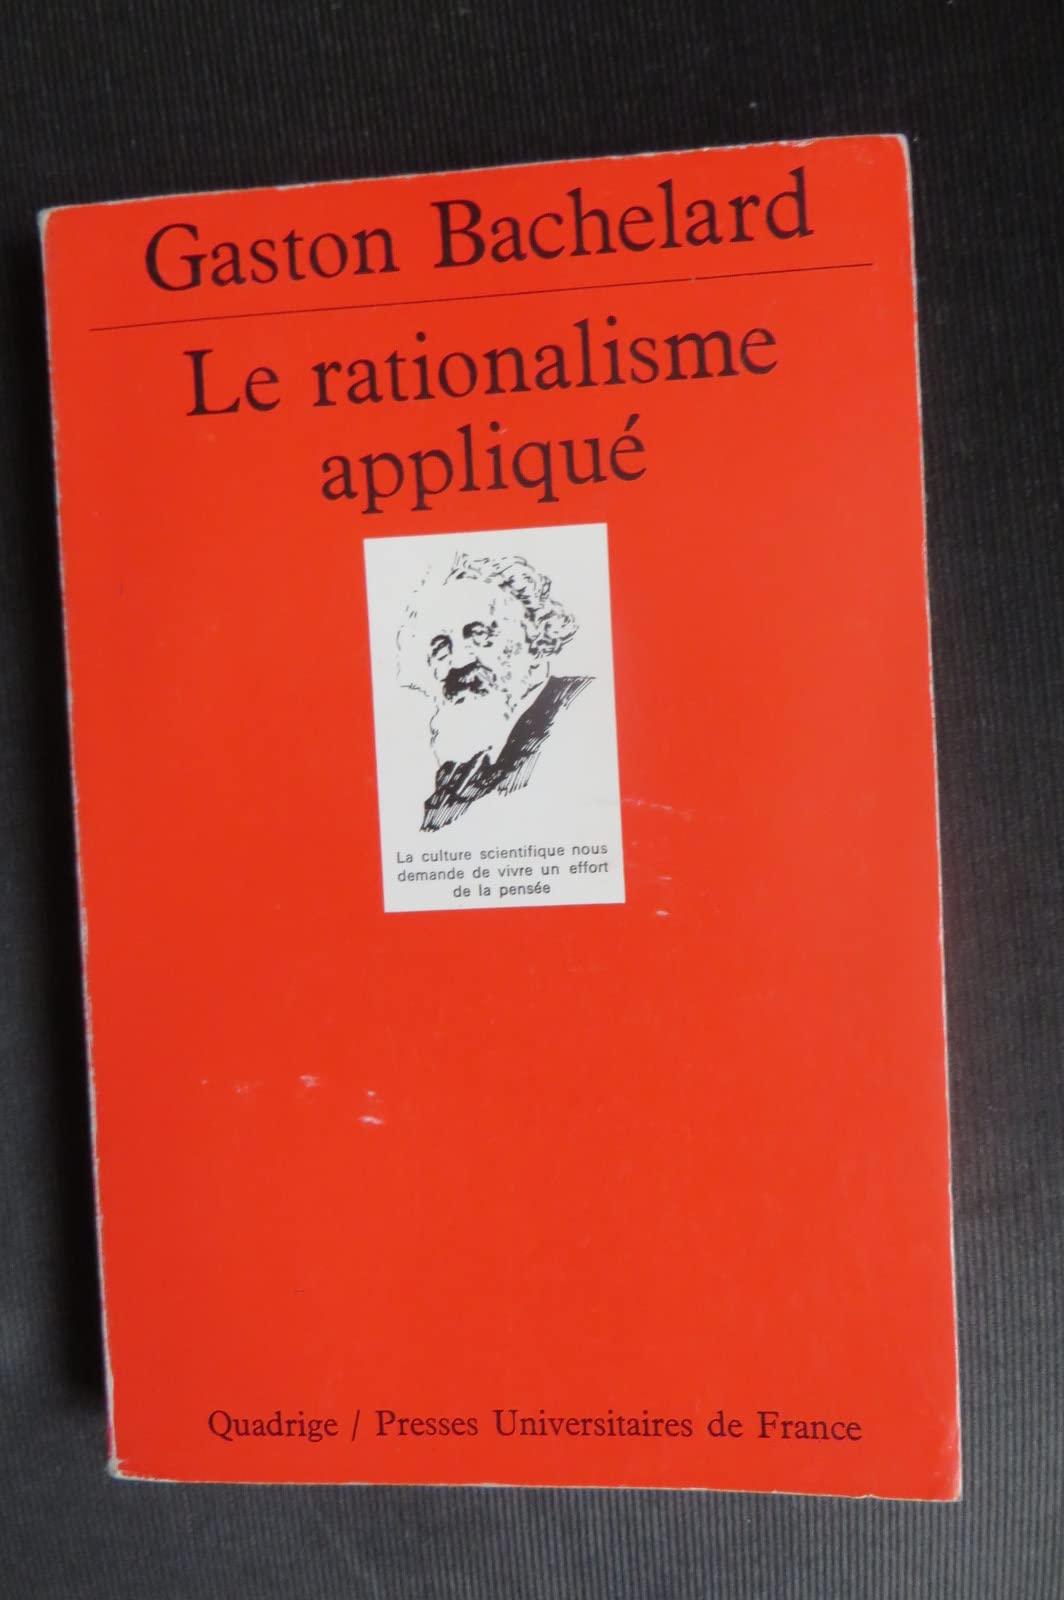 Gaston Bachelard
Le rationalisme
appliqué
La culture scientifique nous
demande de vivre un effort
de la pensée
Quadrige / Presses Universitaires de France